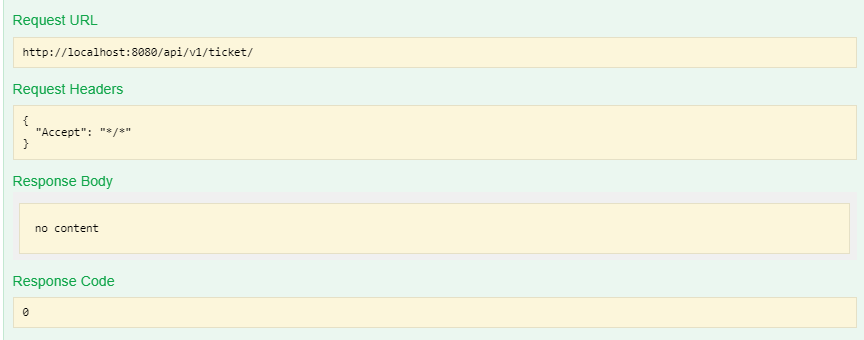 Request URL
http://localhost:8080/api/v1/ticket/
Request Headers
{
  "Accept": "*/*"
}
Response Body
no content
Response Code
0